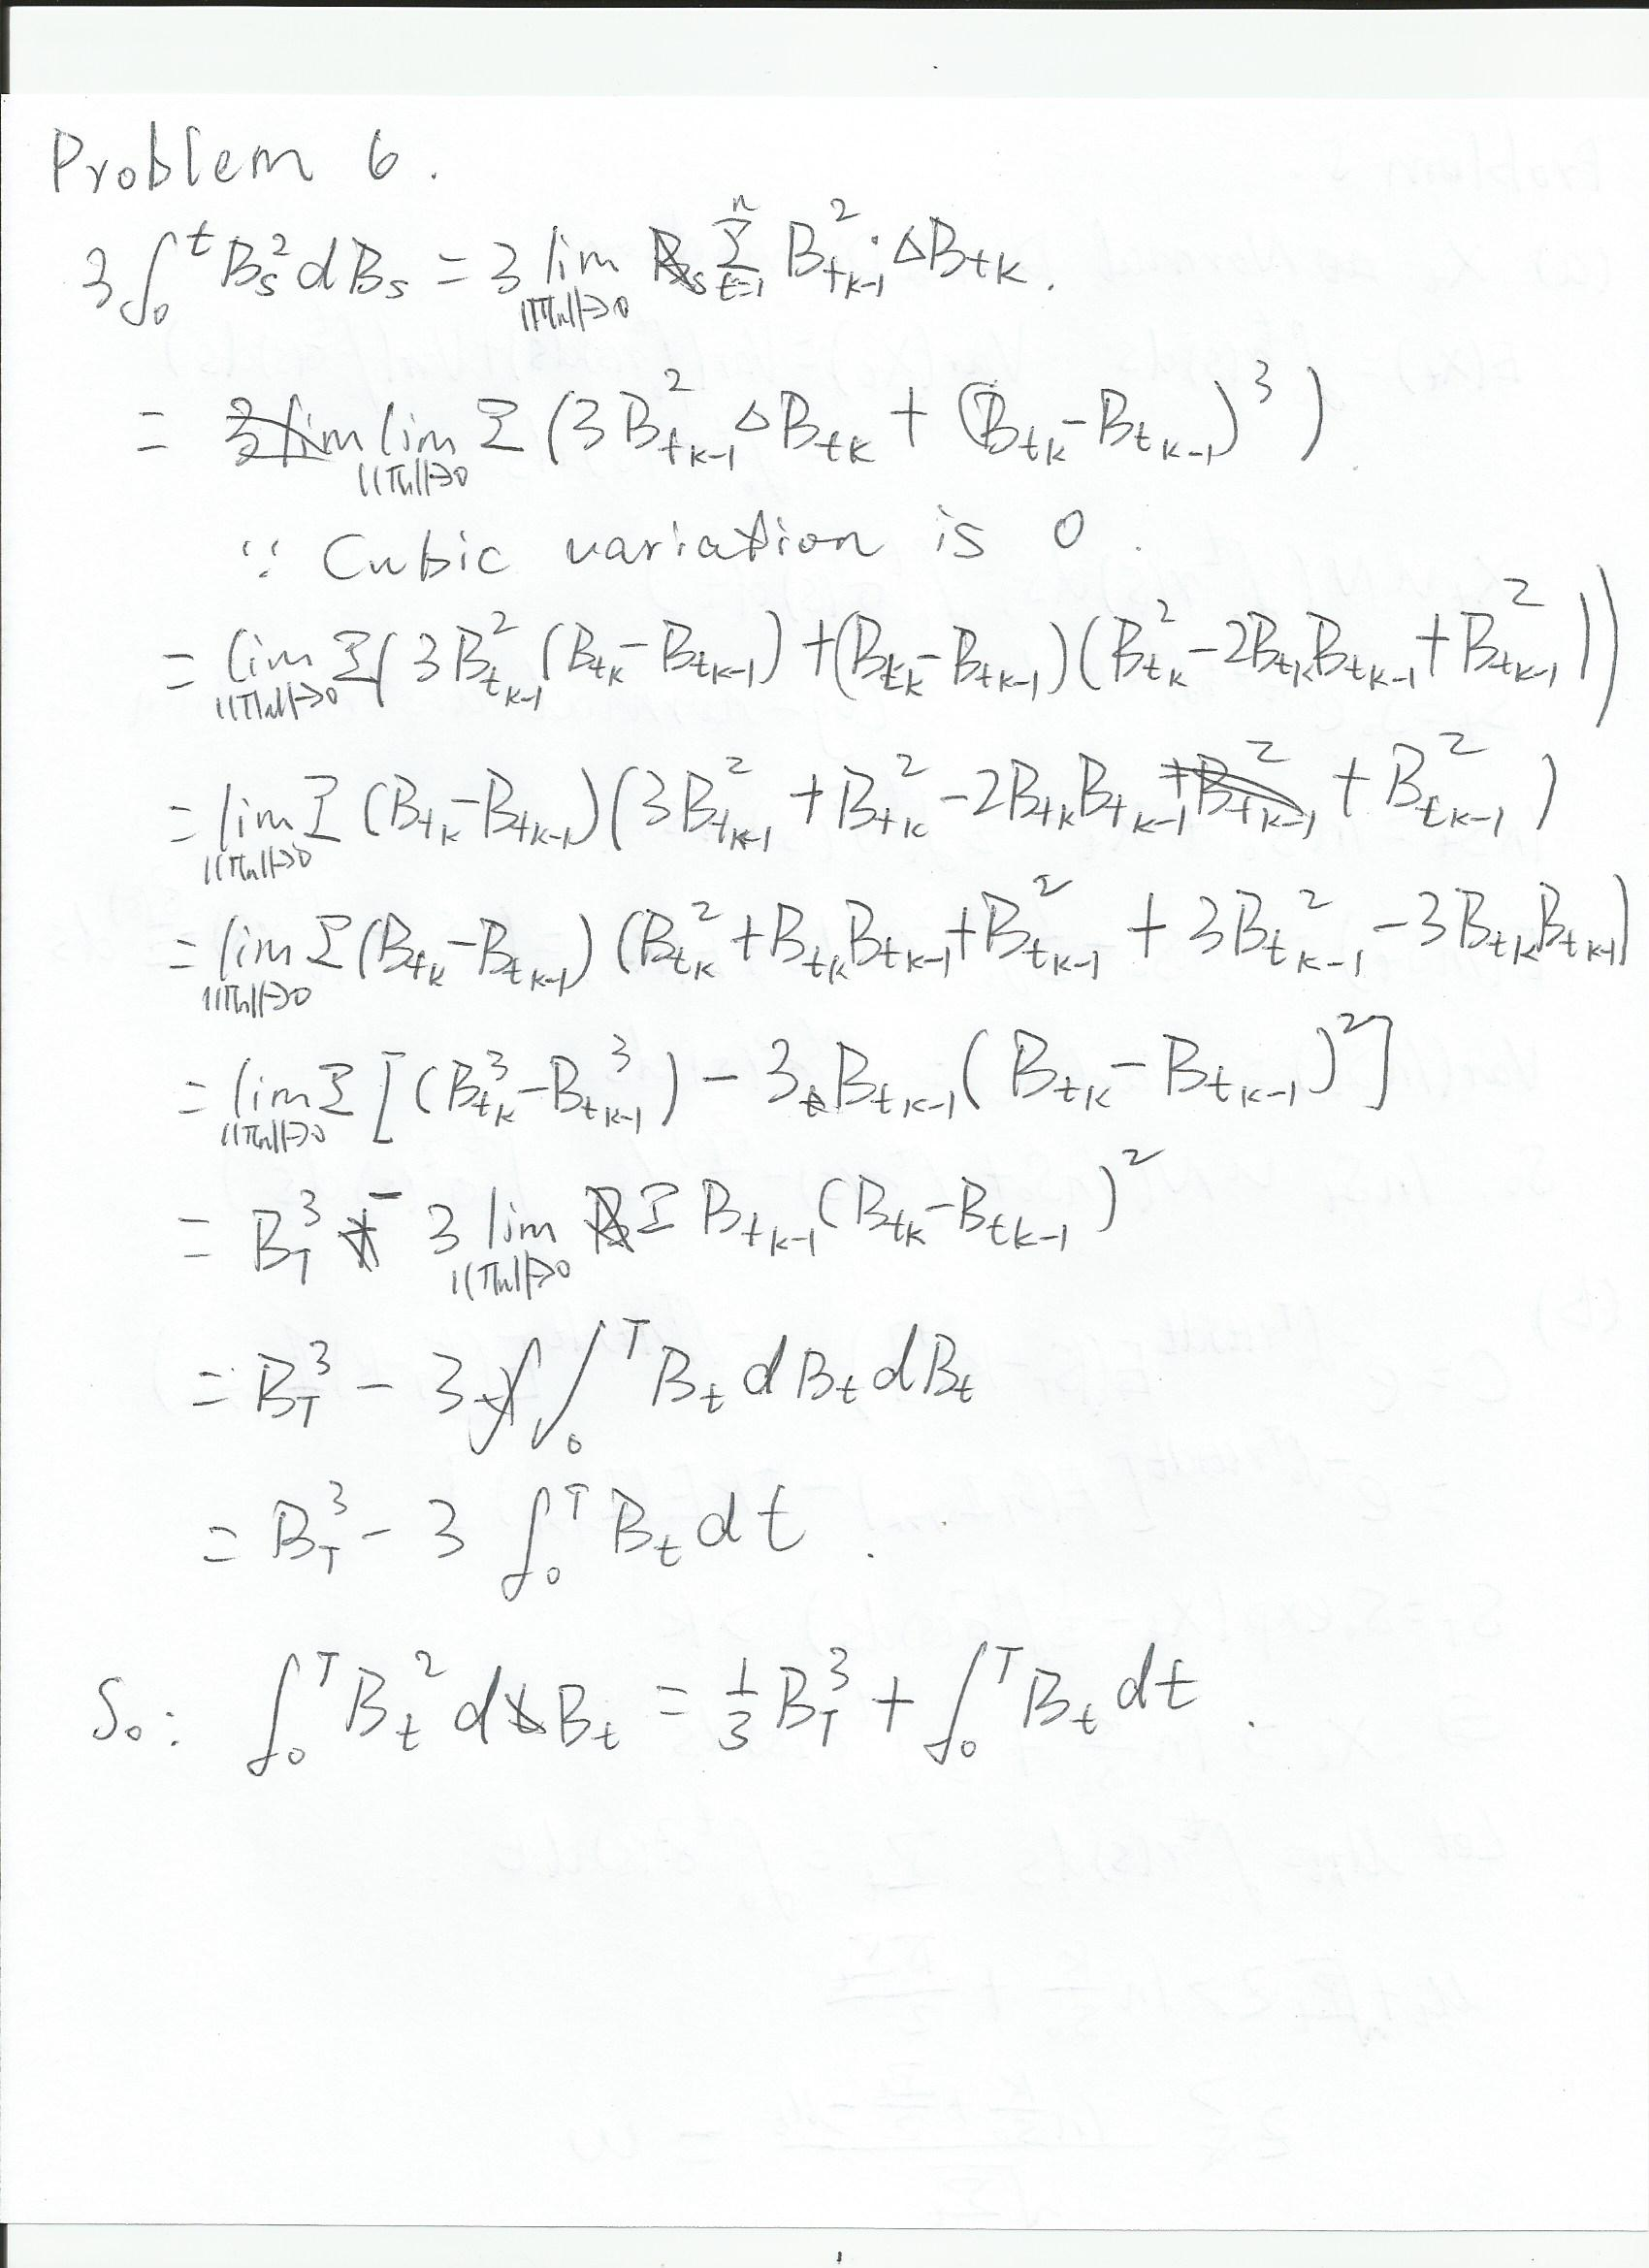 Problem 6.
3∫₀ᵗ B_s² dB_s = 3 lim_{||Πₙ||→0} Σ_{t=1}^{n} B_{t_{k-1}}² · ΔB_{t_k}.
= lim_{||Πₙ||→0} Σ (3B_{t_{k-1}}² ΔB_{t_k} + (B_{t_k} - B_{t_{k-1}})³)
∵ Cubic variation is 0.
= lim_{||Πₙ||→0} Σ(3B_{t_{k-1}}² (B_{t_k} - B_{t_{k-1}}) + (B_{t_k} - B_{t_{k-1}})(B_{t_k}² - 2B_{t_k}B_{t_{k-1}} + B_{t_{k-1}}²))
= lim_{||Πₙ||→0} Σ (B_{t_k} - B_{t_{k-1}})(3B_{t_{k-1}}² + B_{t_k}² - 2B_{t_k}B_{t_{k-1}} + B_{t_{k-1}}²)
= lim_{||Πₙ||→0} Σ (B_{t_k} - B_{t_{k-1}})(B_{t_k}² + B_{t_k}B_{t_{k-1}} + B_{t_{k-1}}² + 3B_{t_{k-1}}² - 3B_{t_k}B_{t_{k-1}})
= lim_{||Πₙ||→0} Σ [(B_{t_k}³ - B_{t_{k-1}}³) - 3B_{t_{k-1}}(B_{t_k} - B_{t_{k-1}})²]
= B_T³ - 3 lim_{||Πₙ||→0} Σ B_{t_{k-1}}(B_{t_k} - B_{t_{k-1}})²
= B_T³ - 3 ∫₀ᵀ B_t dB_t dB_t
= B_T³ - 3 ∫₀ᵀ B_t dt.
So: ∫₀ᵀ B_t² dB_t = 1/3 B_T³ + ∫₀ᵀ B_t dt.